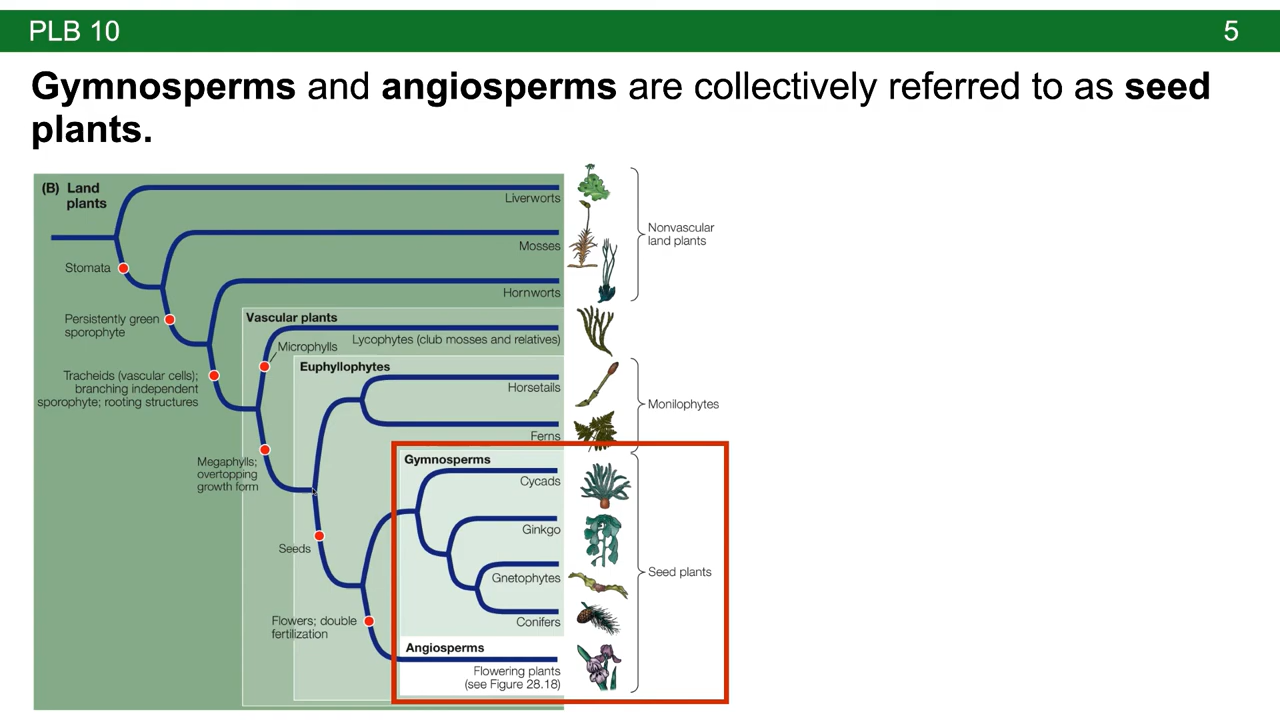 PLB 10
5
Gymnosperms and angiosperms are collectively referred to as seed
plants.
(B) Land
plants
Liverworts
Mosses
Nonvascular
land plants
Stomata
Hornworts
Persistently green
sporophyte
Vascular plants
Microphylls
Lycophytes (club mosses and relatives)
Tracheids (vascular cells);
branching independent
sporophyte; rooting structures
Euphyllophytes
Horsetails
Monilophytes
Ferns
Megaphylls;
overtopping
growth form
Gymnosperms
Cycads
Ginkgo
Seeds
Gnetophytes
Seed plants
Conifers
Flowers; double
fertilization
Angiosperms
Flowering plants
(see Figure 28.18)